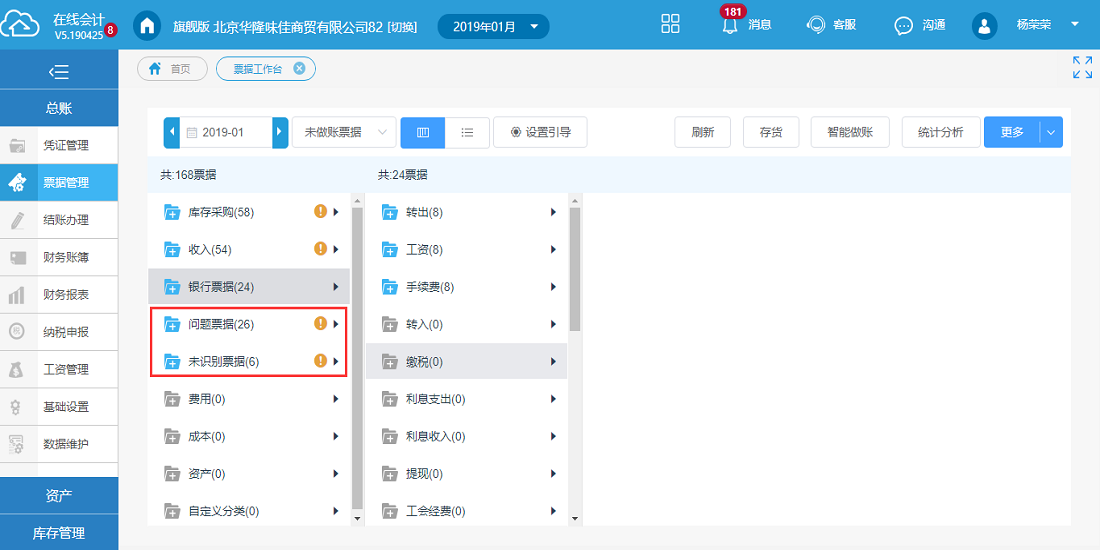 在线会计
V5.190425 8
旗舰版 北京华隆味佳商贸有限公司82 [切换]
2019年01月
181
消息
客服
沟通
杨荣荣
首页
票据工作台
总账
凭证管理
票据管理
结账办理
财务账簿
财务报表
税
纳税申报
工资管理
基础设置
数据维护
资产
库存管理
2019-01
未做账票据
设置引导
刷新
存货
智能做账
统计分析
更多
共:168票据
库存采购(58)
收入(54)
银行票据(24)
问题票据(26)
未识别票据(6)
费用(0)
成本(0)
资产(0)
自定义分类(0)
共:24票据
转出(8)
工资(8)
手续费(8)
转入(0)
缴税(0)
利息支出(0)
利息收入(0)
提现(0)
工会经费(0)